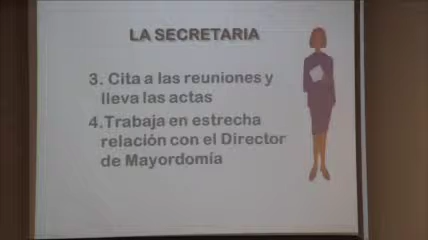 LA SECRETARIA
3. Cita a las reuniones y
lleva las actas
4.Trabaja en estrecha
relación con el Director
de Mayordomía